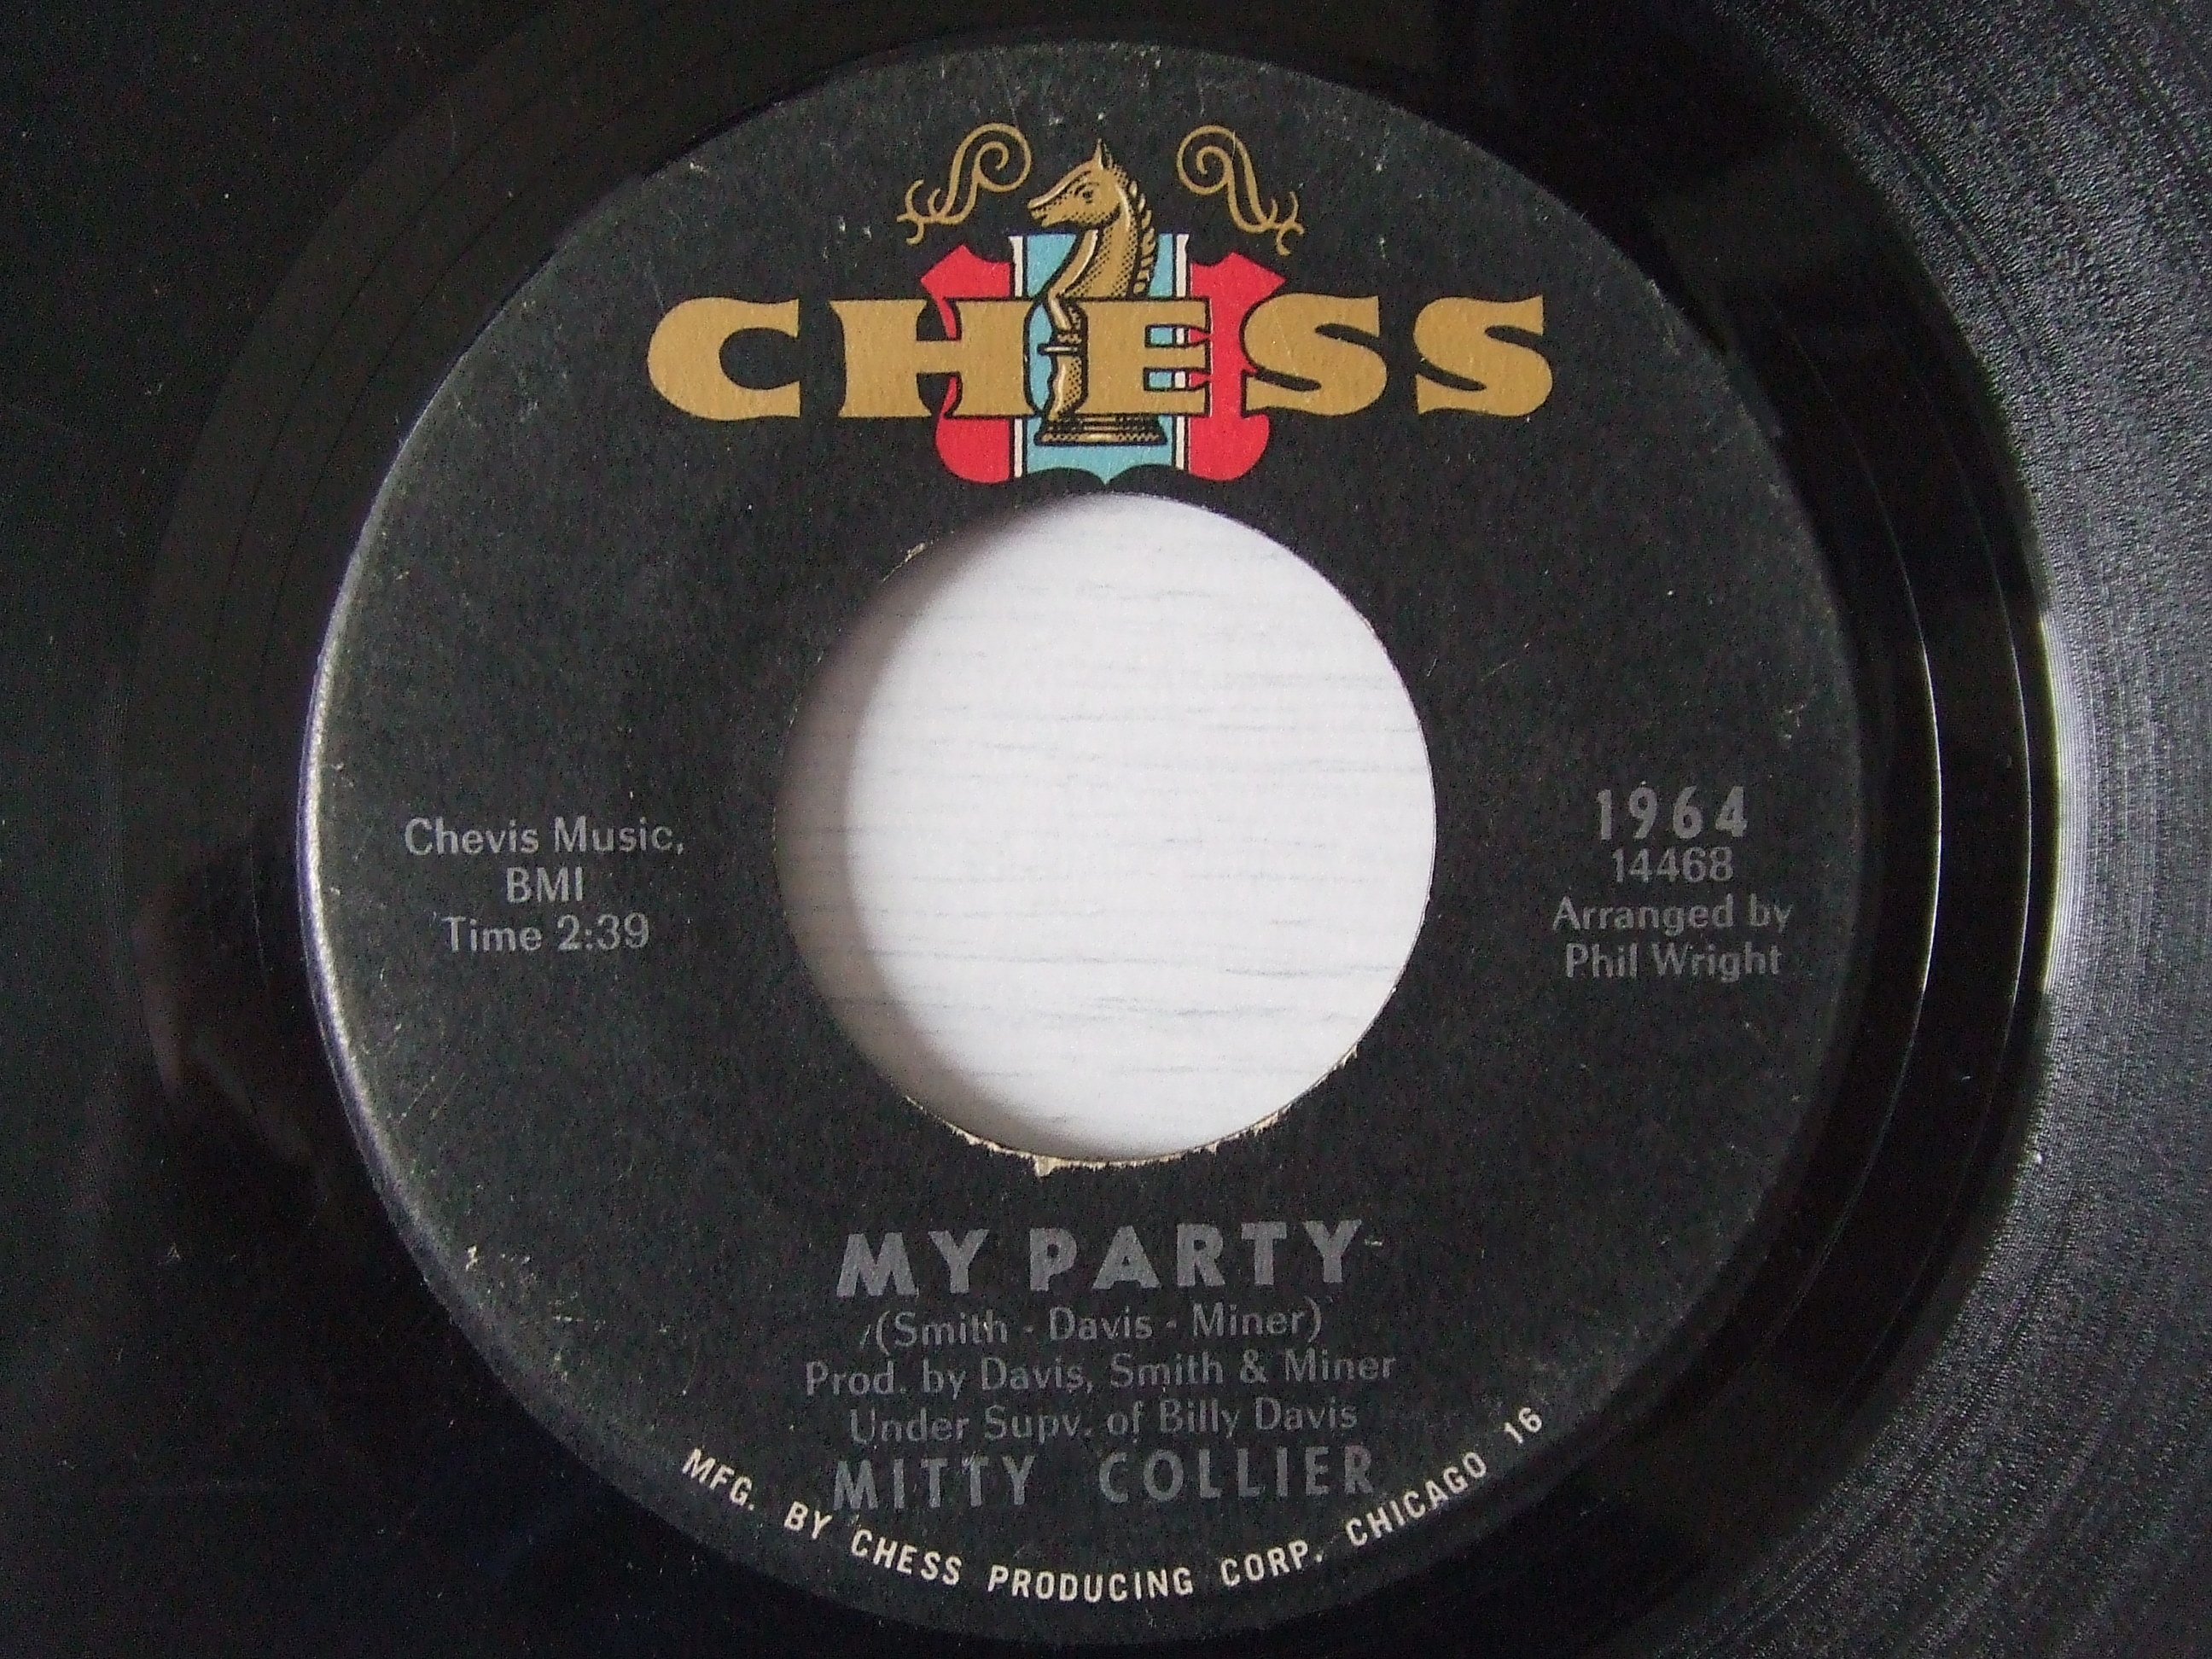 CHESS
Chevis Music,
BMI
Time 2:39
1964
14468
Arranged by
Phil Wright
MY PARTY
(Smith - Davis - Miner)
Prod. by Davis, Smith & Miner
Under Supv. of Billy Davis
MITTY COLLIER
MFG. BY CHESS PRODUCING CORP. CHICAGO 16